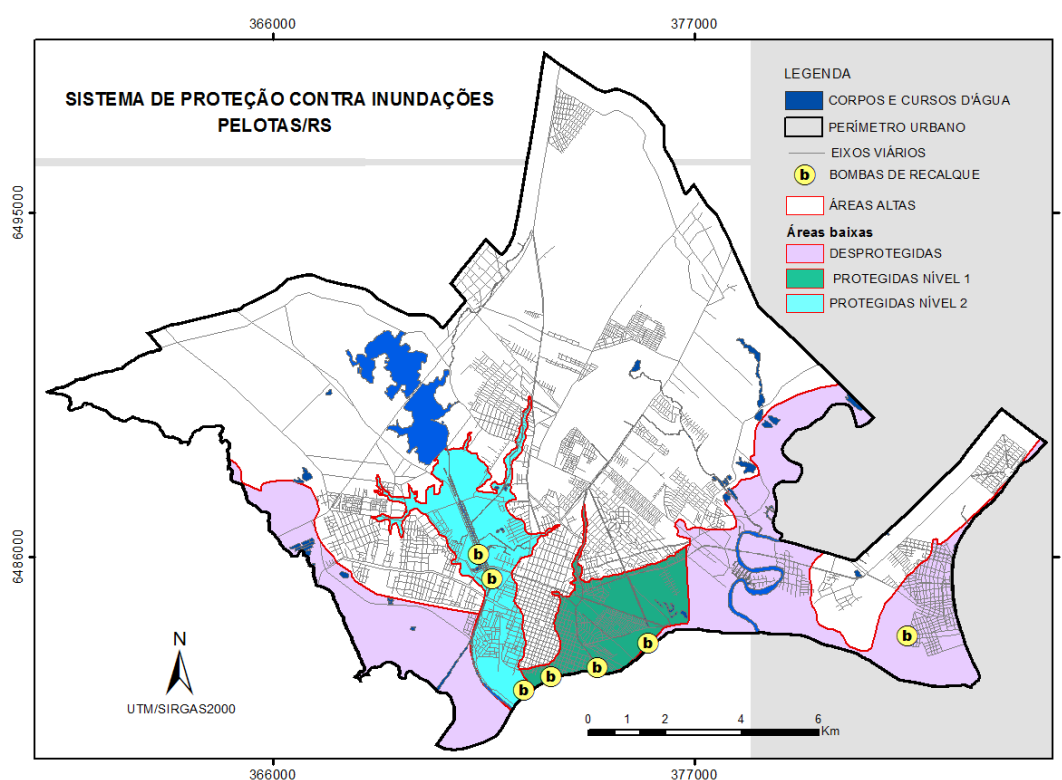 366000
377000
SISTEMA DE PROTEÇÃO CONTRA INUNDAÇÕES
PELOTAS/RS
LEGENDA
CORPOS E CURSOS D'ÁGUA
PERÍMETRO URBANO
EIXOS VIÁRIOS
b BOMBAS DE RECALQUE
ÁREAS ALTAS
Áreas baixas
DESPROTEGIDAS
PROTEGIDAS NÍVEL 1
PROTEGIDAS NÍVEL 2
6495000
6486000
b
b
b
b
b
b
b
N
UTM/SIRGAS2000
0 1 2 4 6
Km
366000
377000